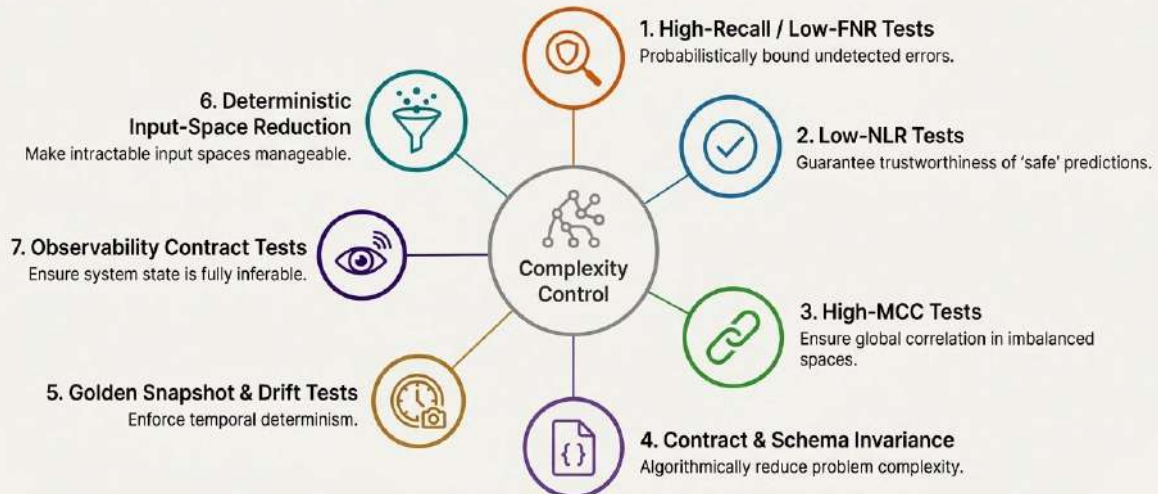 1. High-Recall / Low-FNR Tests
Probabilistically bound undetected errors.
2. Low-NLR Tests
Guarantee trustworthiness of ‘safe’ predictions.
3. High-MCC Tests
Ensure global correlation in imbalanced
spaces.
4. Contract & Schema Invariance
Algorithmically reduce problem complexity.
5. Golden Snapshot & Drift Tests
Enforce temporal determinism.
6. Deterministic
Input-Space Reduction
Make intractable input spaces manageable.
7. Observability Contract Tests
Ensure system state is fully inferable.
Complexity
Control
{}